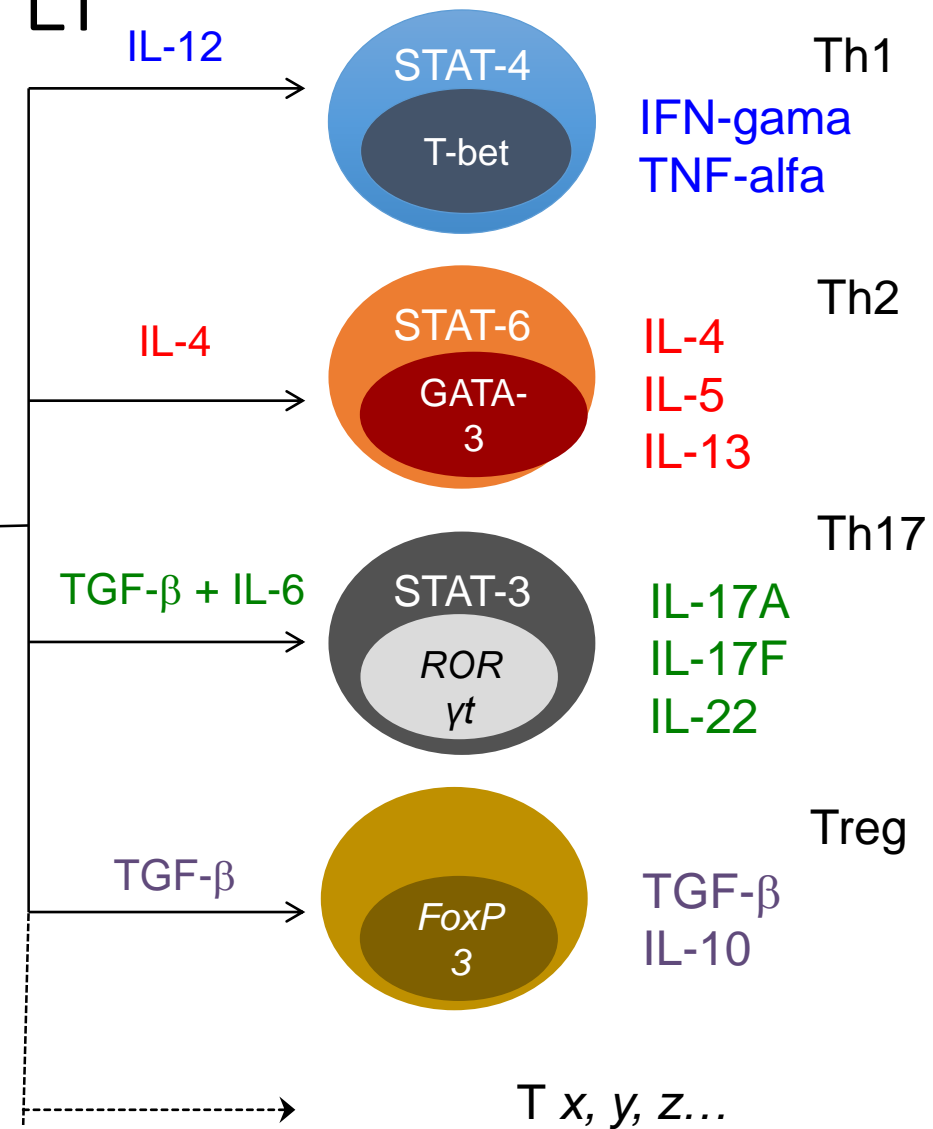 LT
IL-12
STAT-4
T-bet
Th1
IFN-gama
TNF-alfa
IL-4
STAT-6
GATA-
3
Th2
IL-4
IL-5
IL-13
TGF-β + IL-6
STAT-3
ROR
γt
Th17
IL-17A
IL-17F
IL-22
TGF-β
FoxP
3
Treg
TGF-β
IL-10
T x, y, z...